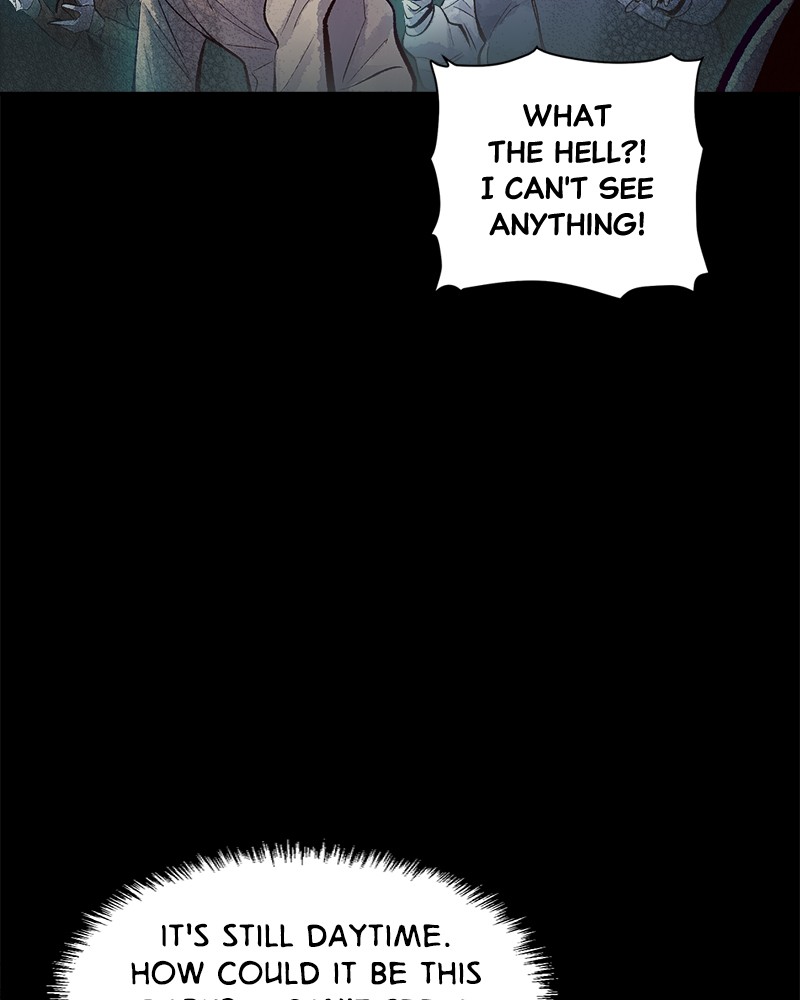 WHAT
THE HELL?!
I CAN'T SEE
ANYTHING!
IT'S STILL DAYTIME.
HOW COULD IT BE THIS